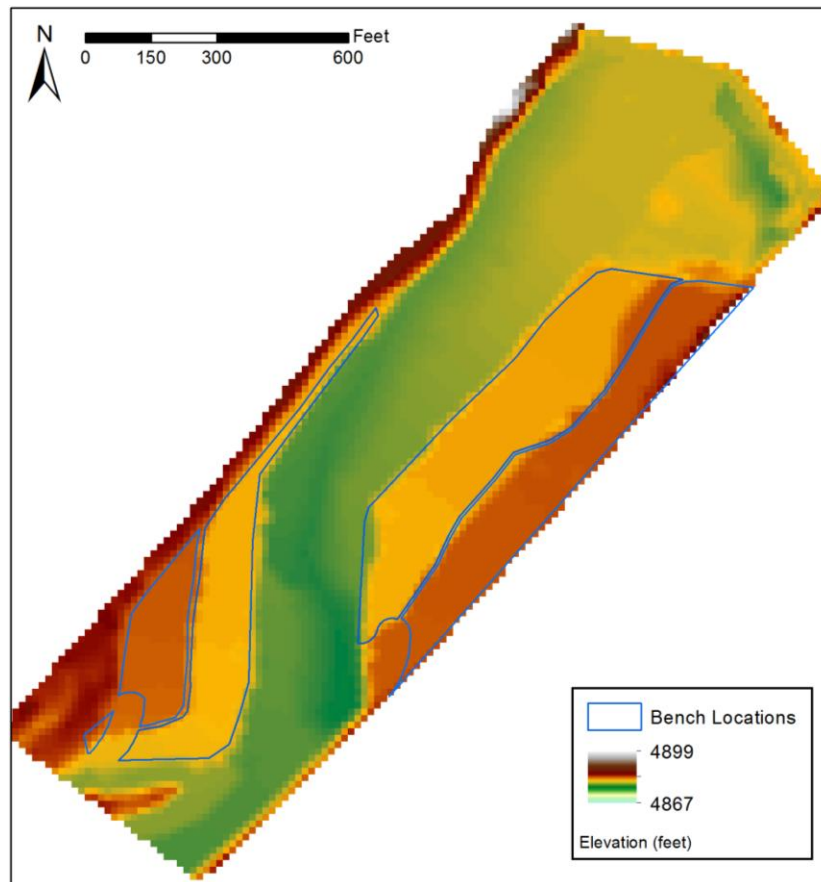 N
Feet
0 150 300 600
Bench Locations
4899
4867
Elevation (feet)